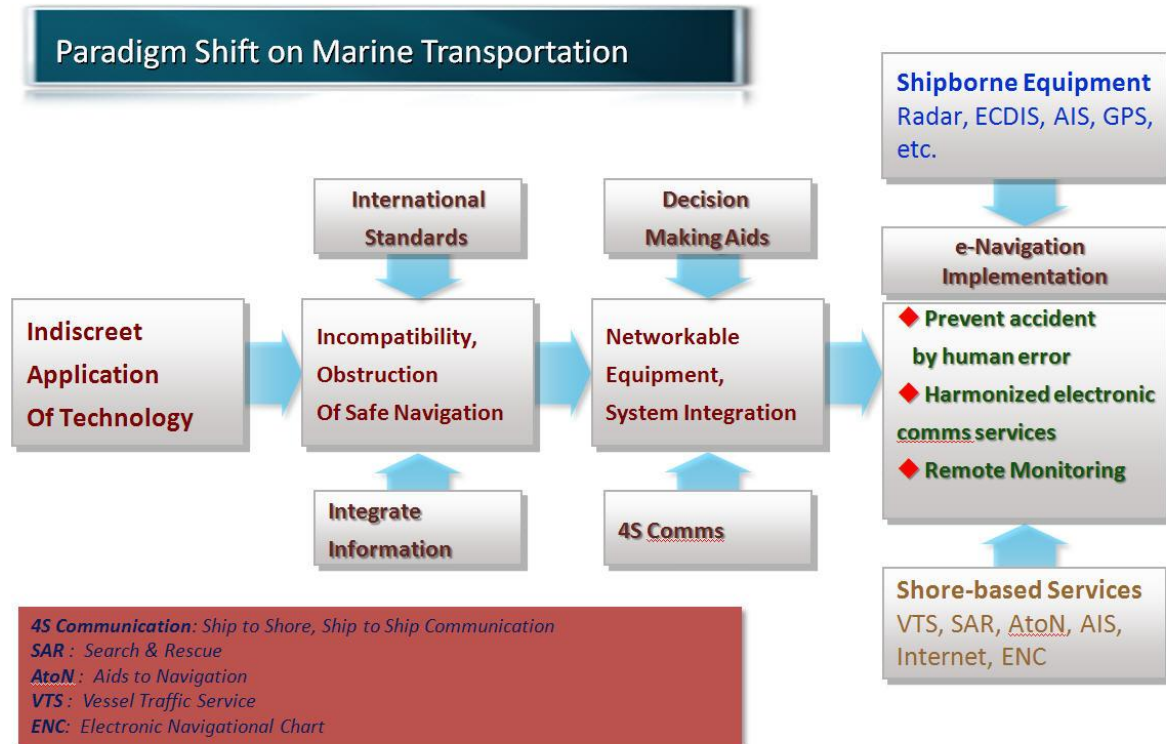 Paradigm Shift on Marine Transportation
Shipborne Equipment
Radar, ECDIS, AIS, GPS,
etc.
International
Standards
Decision
Making Aids
e-Navigation
Implementation
Indiscreet
Application
Of Technology
Incompatibility,
Obstruction
Of Safe Navigation
Networkable
Equipment,
System Integration
Prevent accident
by human error
Harmonized electronic
comms services
Remote Monitoring
Integrate
Information
4S Comms
Shore-based Services
VTS, SAR, AtoN, AIS,
Internet, ENC
4S Communication: Ship to Shore, Ship to Ship Communication
SAR : Search & Rescue
AtoN : Aids to Navigation
VTS : Vessel Traffic Service
ENC: Electronic Navigational Chart